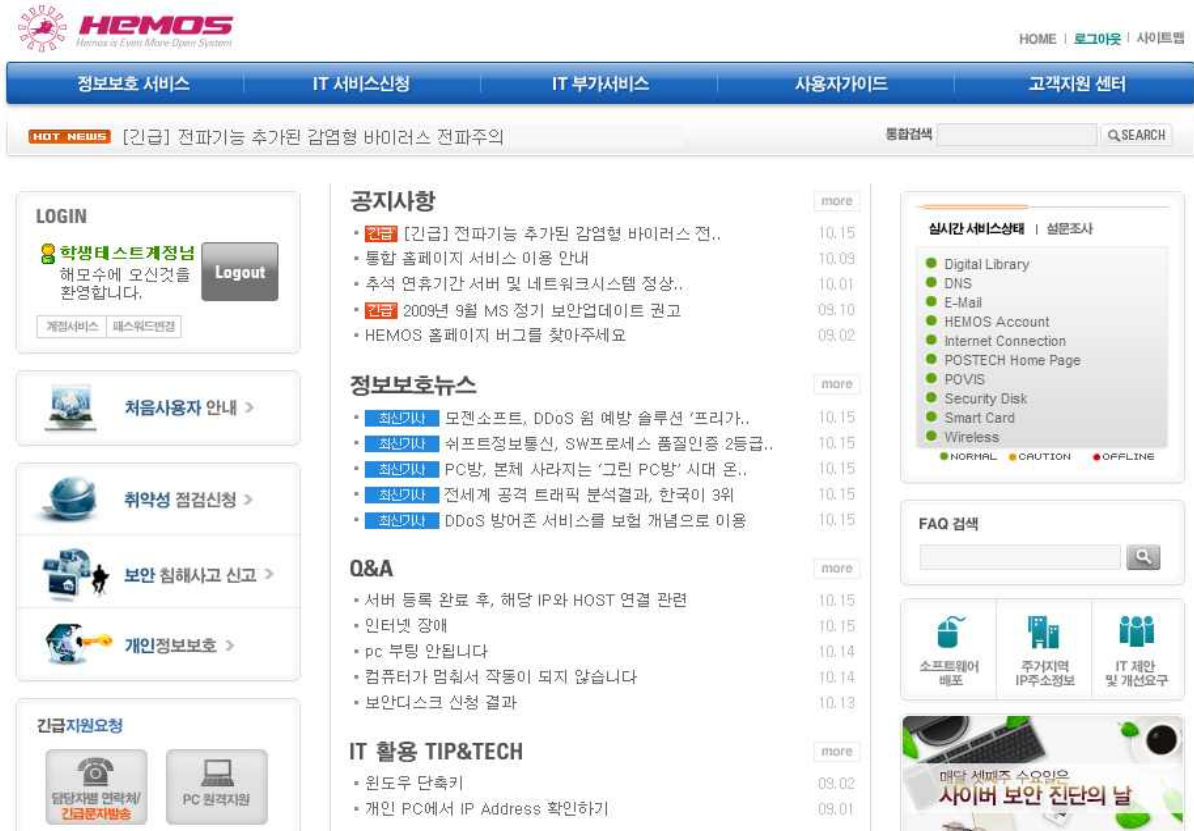 HEMOS
Hemos is Even More Open System
HOME | 로그아웃 | 사이트맵
정보보호 서비스
IT 서비스신청
IT 부가서비스
사용자가이드
고객지원 센터
HOT NEWS [긴급] 전파기능 추가된 감염형 바이러스 전파주의
통합검색
SEARCH
LOGIN
학생테스트계정님
해모수에 오신것을
환영합니다.
Logout
계정서비스
패스워드변경
처음사용자 안내 >
취약성 점검신청 >
보안 침해사고 신고 >
개인정보보호 >
긴급지원요청
담당자별 연락처/
긴급문자발송
PC 원격지원
공지사항 more
• 긴급 [긴급] 전파기능 추가된 감염형 바이러스 전.. 10.15
• 통합 홈페이지 서비스 이용 안내 10.09
• 추석 연휴기간 서버 및 네트워크시스템 정상.. 10.01
• 긴급 2009년 9월 MS 정기 보안업데이트 권고 09.10
• HEMOS 홈페이지 버그를 찾아주세요 09.02
정보보호뉴스 more
• 최신기사 모젠소프트, DDoS 웜 예방 솔루션 '프리가.. 10.15
• 최신기사 쉬프트정보통신, SW프로세스 품질인증 2등급.. 10.15
• 최신기사 PC방, 본체 사라지는 '그린 PC방' 시대 온.. 10.15
• 최신기사 전세계 공격 트래픽 분석결과, 한국이 3위 10.15
• 최신기사 DDoS 방어존 서비스를 보험 개념으로 이용 10.15
Q&A more
• 서버 등록 완료 후, 해당 IP와 HOST 연결 관련 10.15
• 인터넷 장애 10.15
• pc 부팅 안됩니다 10.14
• 컴퓨터가 멈춰서 작동이 되지 않습니다 10.14
• 보안디스크 신청 결과 10.13
IT 활용 TIP&TECH more
• 윈도우 단축키 09.02
• 개인 PC에서 IP Address 확인하기 09.01
실시간 서비스상태 | 설문조사
Digital Library
DNS
E-Mail
HEMOS Account
Internet Connection
POSTECH Home Page
POVIS
Security Disk
Smart Card
Wireless
NORMAL CAUTION OFFLINE
FAQ 검색
소프트웨어
배포
주거지역
IP주소정보
IT 제안
및 개선요구
매달 셋째주 수요일은
사이버 보안 진단의 날